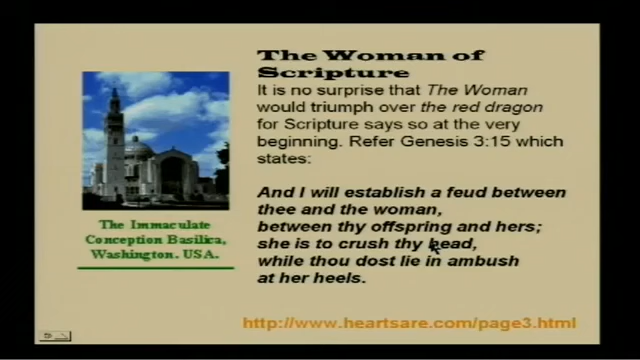 The Woman of
Scripture
It is no surprise that The Woman
would triumph over the red dragon
for Scripture says so at the very
beginning. Refer Genesis 3:15 which
states:
And I will establish a feud between
thee and the woman,
between thy offspring and hers;
she is to crush thy head,
while thou dost lie in ambush
at her heels.
The Immaculate
Conception Basilica,
Washington. USA.
http://www.heartsare.com/page3.html